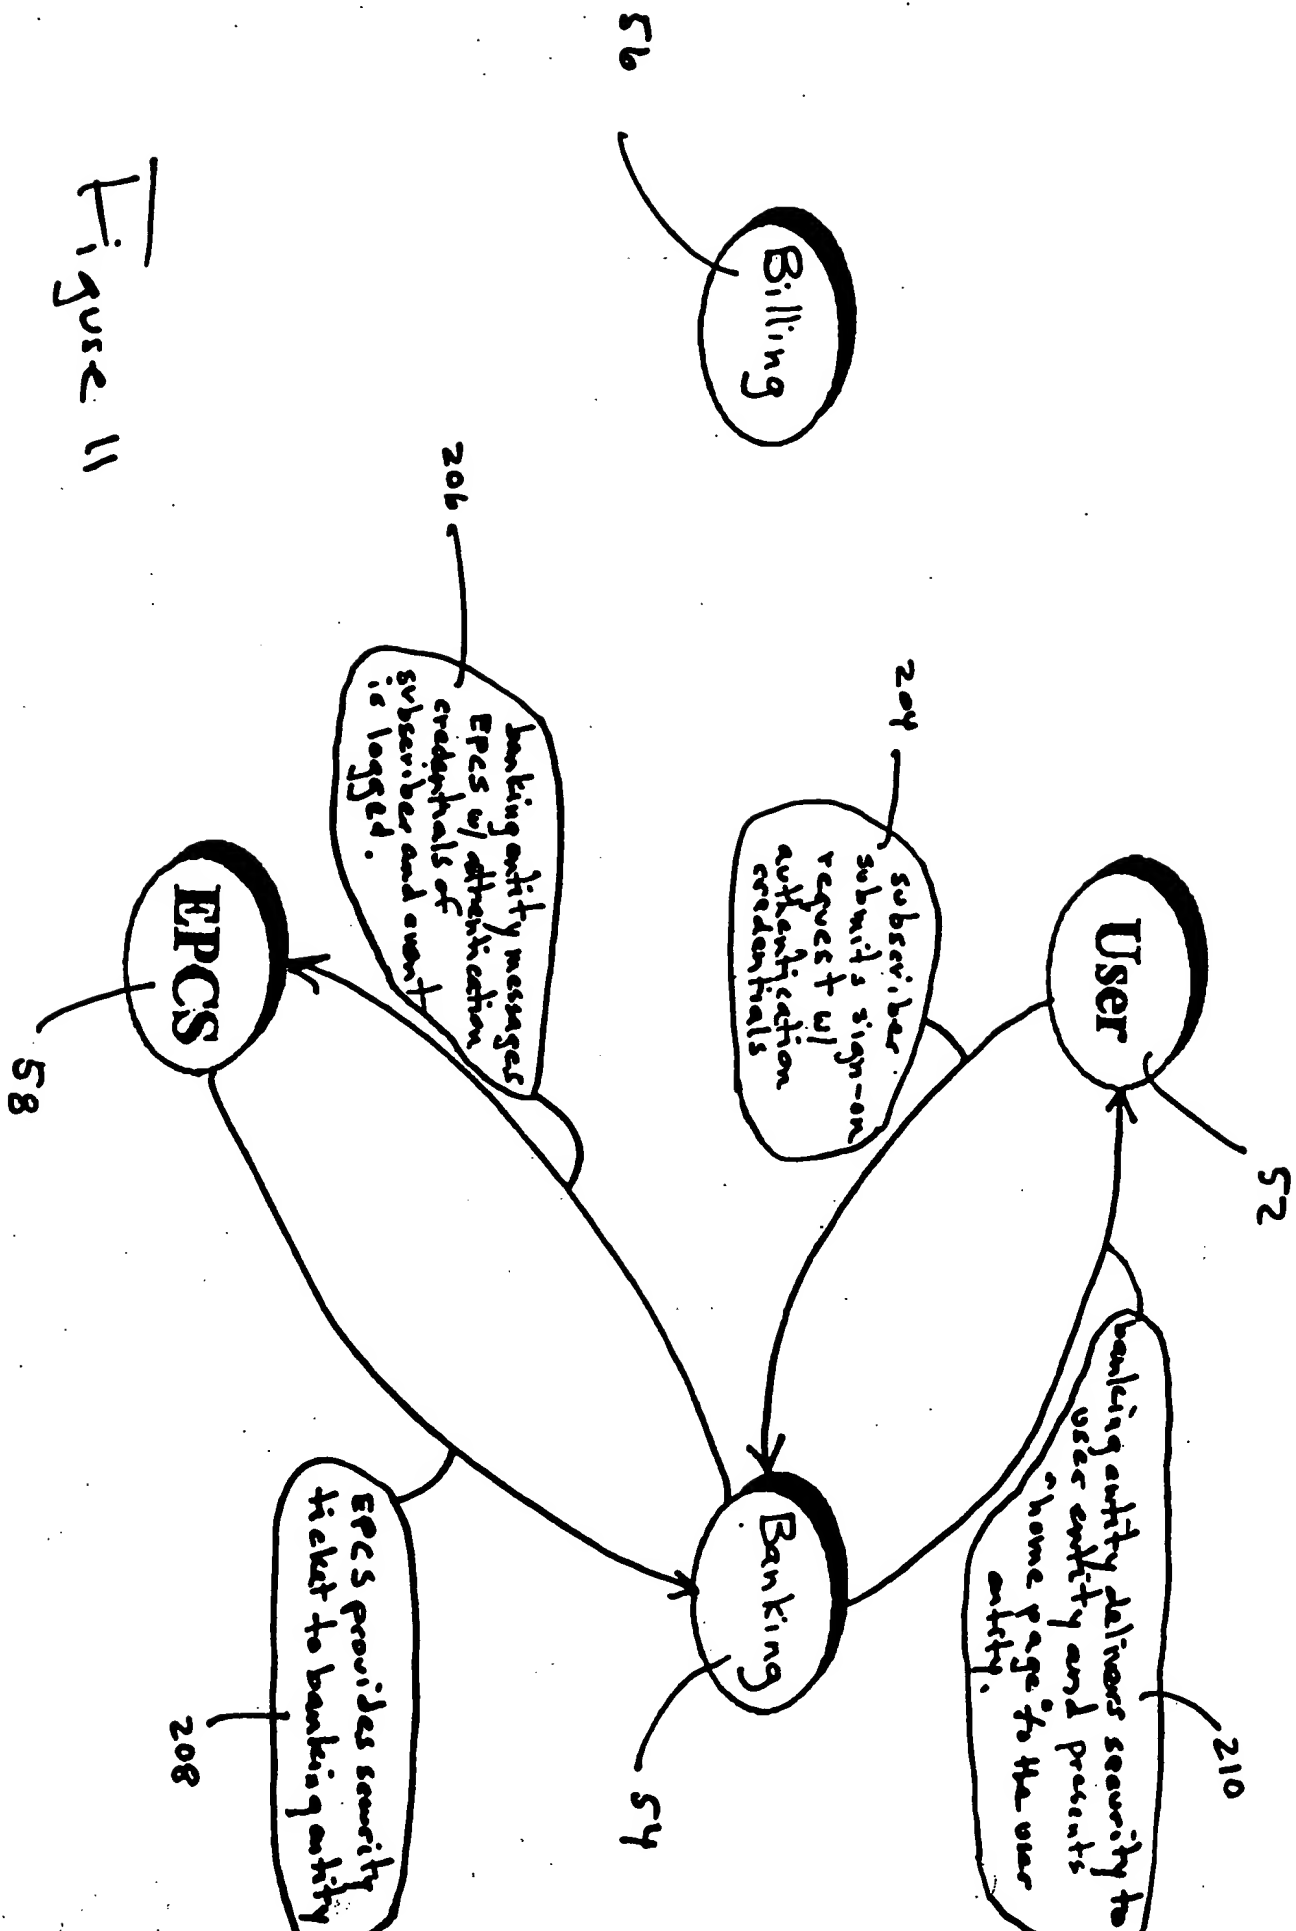 User
52
subscriber
submits sign-on
request w/
authentication
credentials
204
banking entity delivers security to
user entity and presents
"home page" to the user
entity.
210
Billing
56
Banking
54
banking entity messages
EPCS w/ athentication
credentials of
subscriber and event
is logged.
206
EPCS
58
EPCS provides security
ticket to banking entity
208
Figure 11